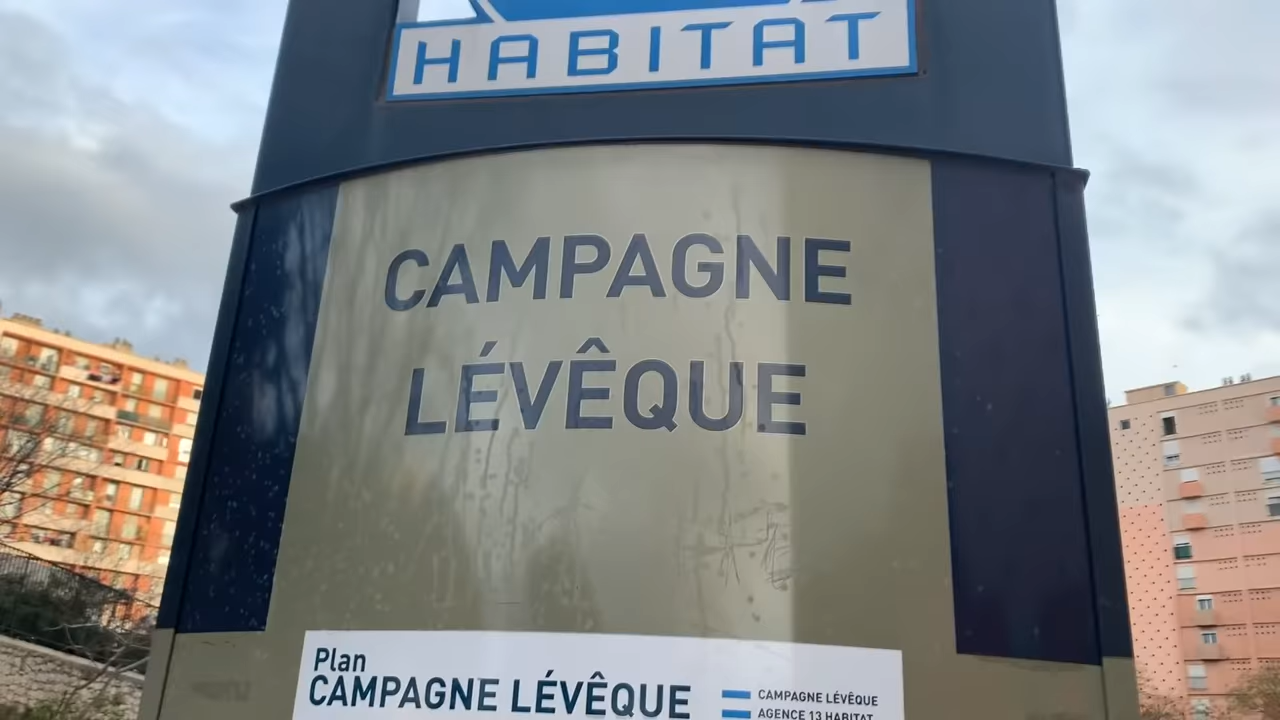 HABITAT
CAMPAGNE
LÉVÊQUE
Plan
CAMPAGNE LÉVÊQUE
CAMPAGNE LÉVÊQUE
AGENCE 13 HABITAT